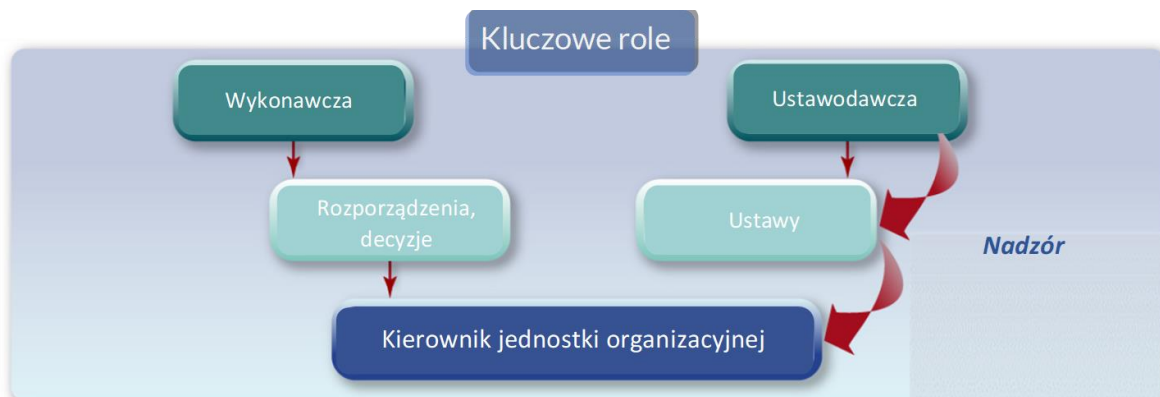 Kluczowe role
Wykonawcza
Ustawodawcza
Rozporządzenia,
decyzje
Ustawy
Nadzór
Kierownik jednostki organizacyjnej